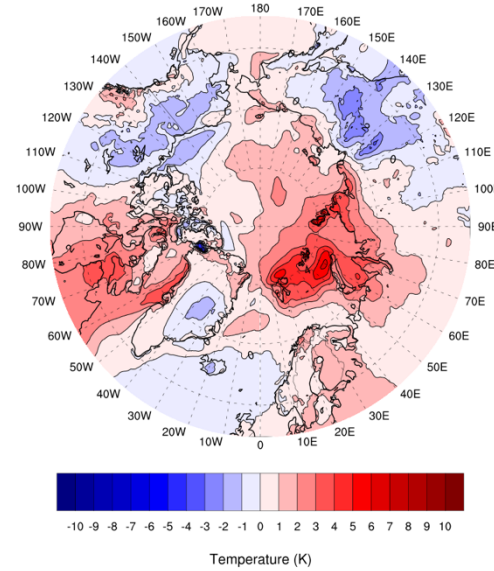 180
170W 170E
160W 160E
150W 150E
140W 140E
130W 130E
120W 120E
110W 110E
100W 100
90W 90E
80W 80E
70W 70E
60W 60E
50W 50E
40W 40E
30W 30E
20W 20E
10W 0 10E
-10 -9 -8 -7 -6 -5 -4 -3 -2 -1 0 1 2 3 4 5 6 7 8 9 10
Temperature (K)